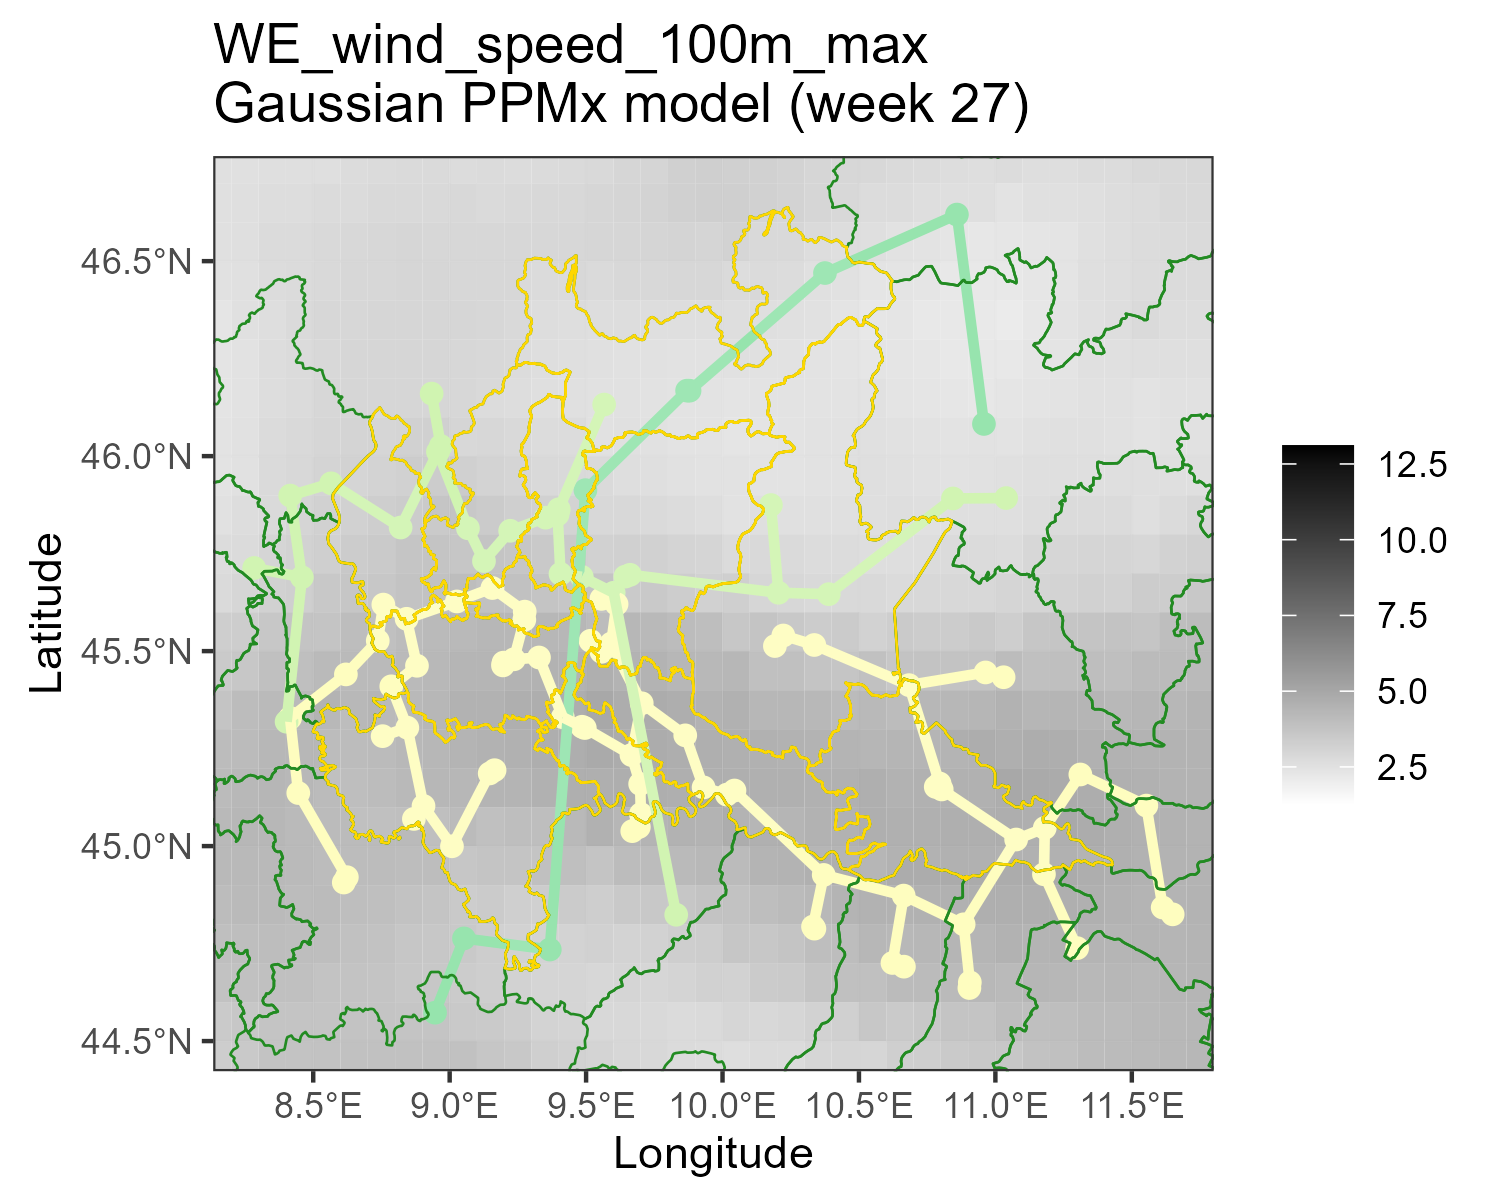 WE_wind_speed_100m_max
Gaussian PPMx model (week 27)
46.5°N
46.0°N
45.5°N
45.0°N
44.5°N
Latitude
8.5°E 9.0°E 9.5°E 10.0°E 10.5°E 11.0°E 11.5°E
Longitude
12.5
10.0
7.5
5.0
2.5